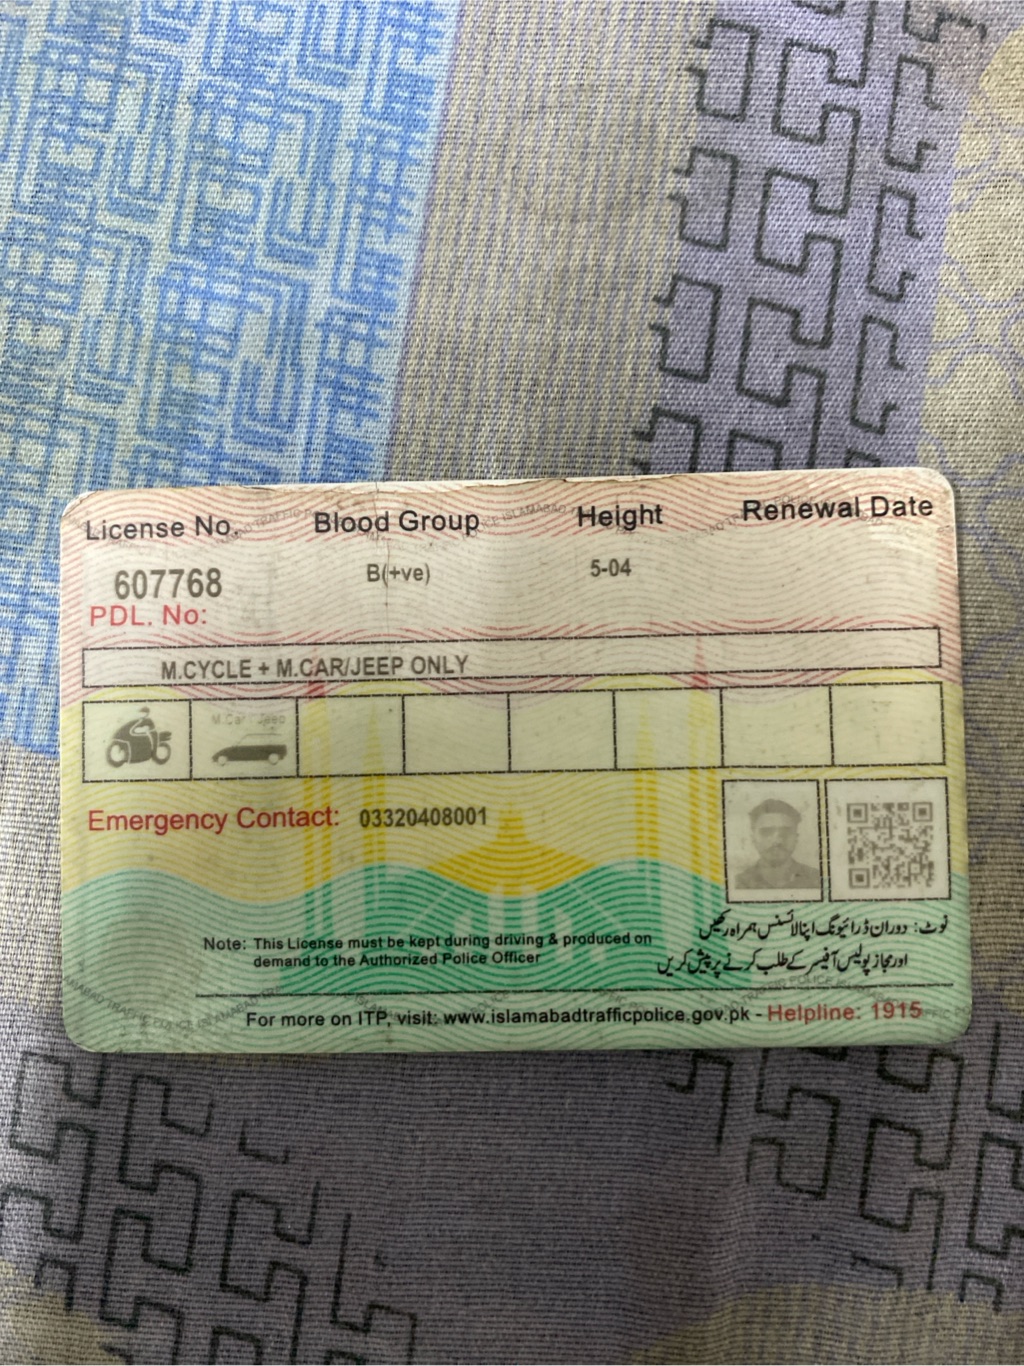 License No. Blood Group Height Renewal Date
607768 B(+ve) 5-04
PDL. No:
M.CYCLE + M.CAR/JEEP ONLY
M.Car / Jeep
Emergency Contact: 03320408001
نوٹ: دوران ڈرائیونگ اپنا لائسنس ہمراہ رکھیں
اور مجاز پولیس آفیسر کے طلب کرنے پر پیش کریں
Note: This License must be kept during driving & produced on
demand to the Authorized Police Officer
For more on ITP, visit: www.islamabadtrafficpolice.gov.pk - Helpline: 1915